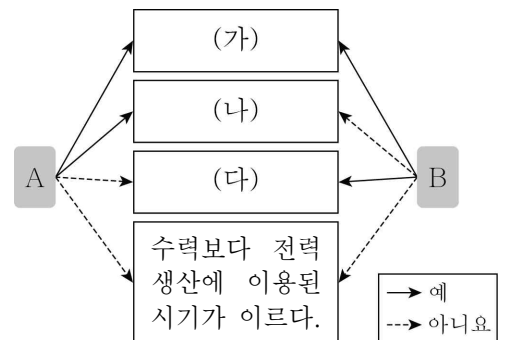 (가)
(나)
A
(다)
B
수력보다 전력
생산에 이용된
시기가 이르다.
예
아니요